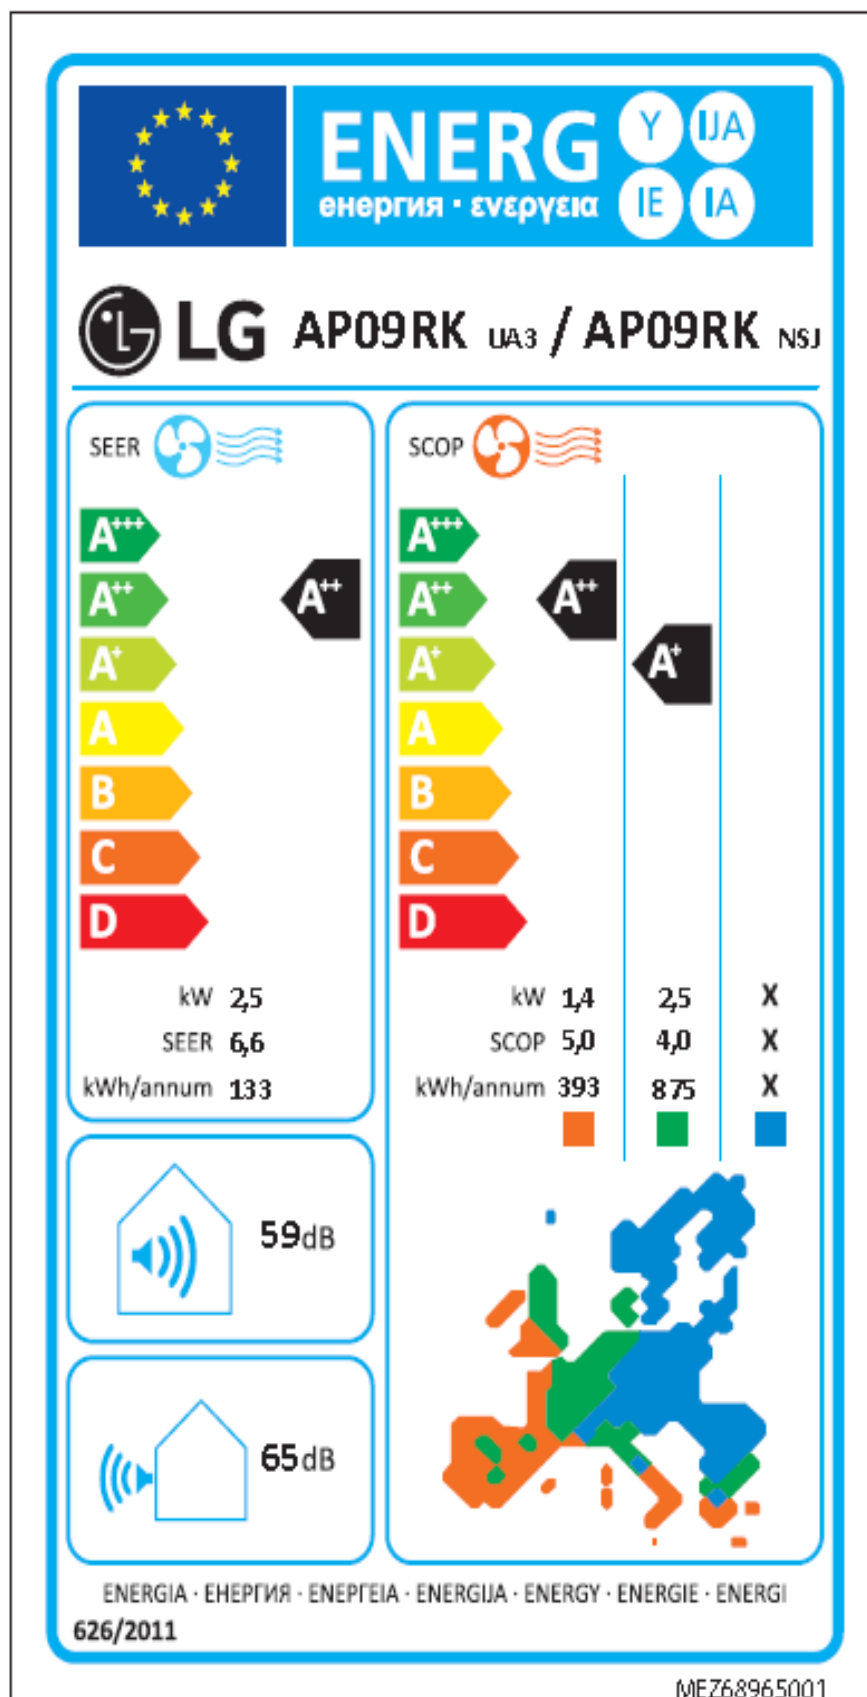 ENERG Y IJA
енергия · ενεργεια IE IA
LG AP09RK UA3 / AP09RK NSJ
SEER
A+++
A++ A++
A+
A
B
C
D
kW 2,5
SEER 6,6
kWh/annum 133
SCOP
A+++
A++ A++
A+ A+
A
B
C
D
kW 1,4 2,5 X
SCOP 5,0 4,0 X
kWh/annum 393 875 X
59dB
65dB
ENERGIA · ЕНЕРГИЯ · ΕΝΕΡΓΕΙΑ · ENERGIJA · ENERGY · ENERGIE · ENERGI
626/2011
MEZ68965001